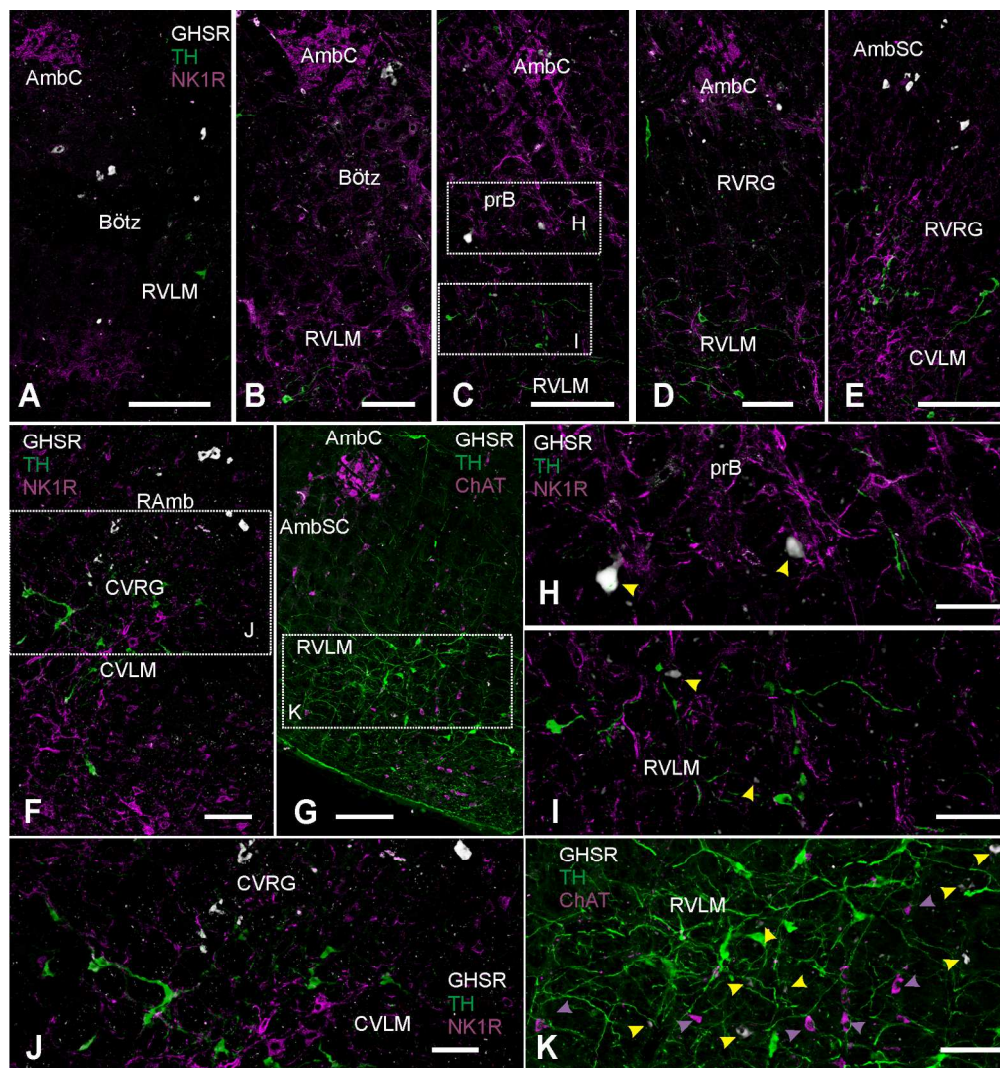 GHSR
TH
NK1R
AmbC
Bötz
RVLM
A
AmbC
Bötz
RVLM
B
AmbC
prB
H
I
RVLM
C
AmbC
RVRG
RVLM
D
AmbSC
RVRG
CVLM
E
GHSR
TH
NK1R
RAmb
CVRG
J
CVLM
F
AmbC
GHSR
TH
ChAT
AmbSC
RVLM
K
G
GHSR
TH
NK1R
prB
H
RVLM
I
CVRG
GHSR
TH
NK1R
CVLM
J
GHSR
TH
ChAT
RVLM
K